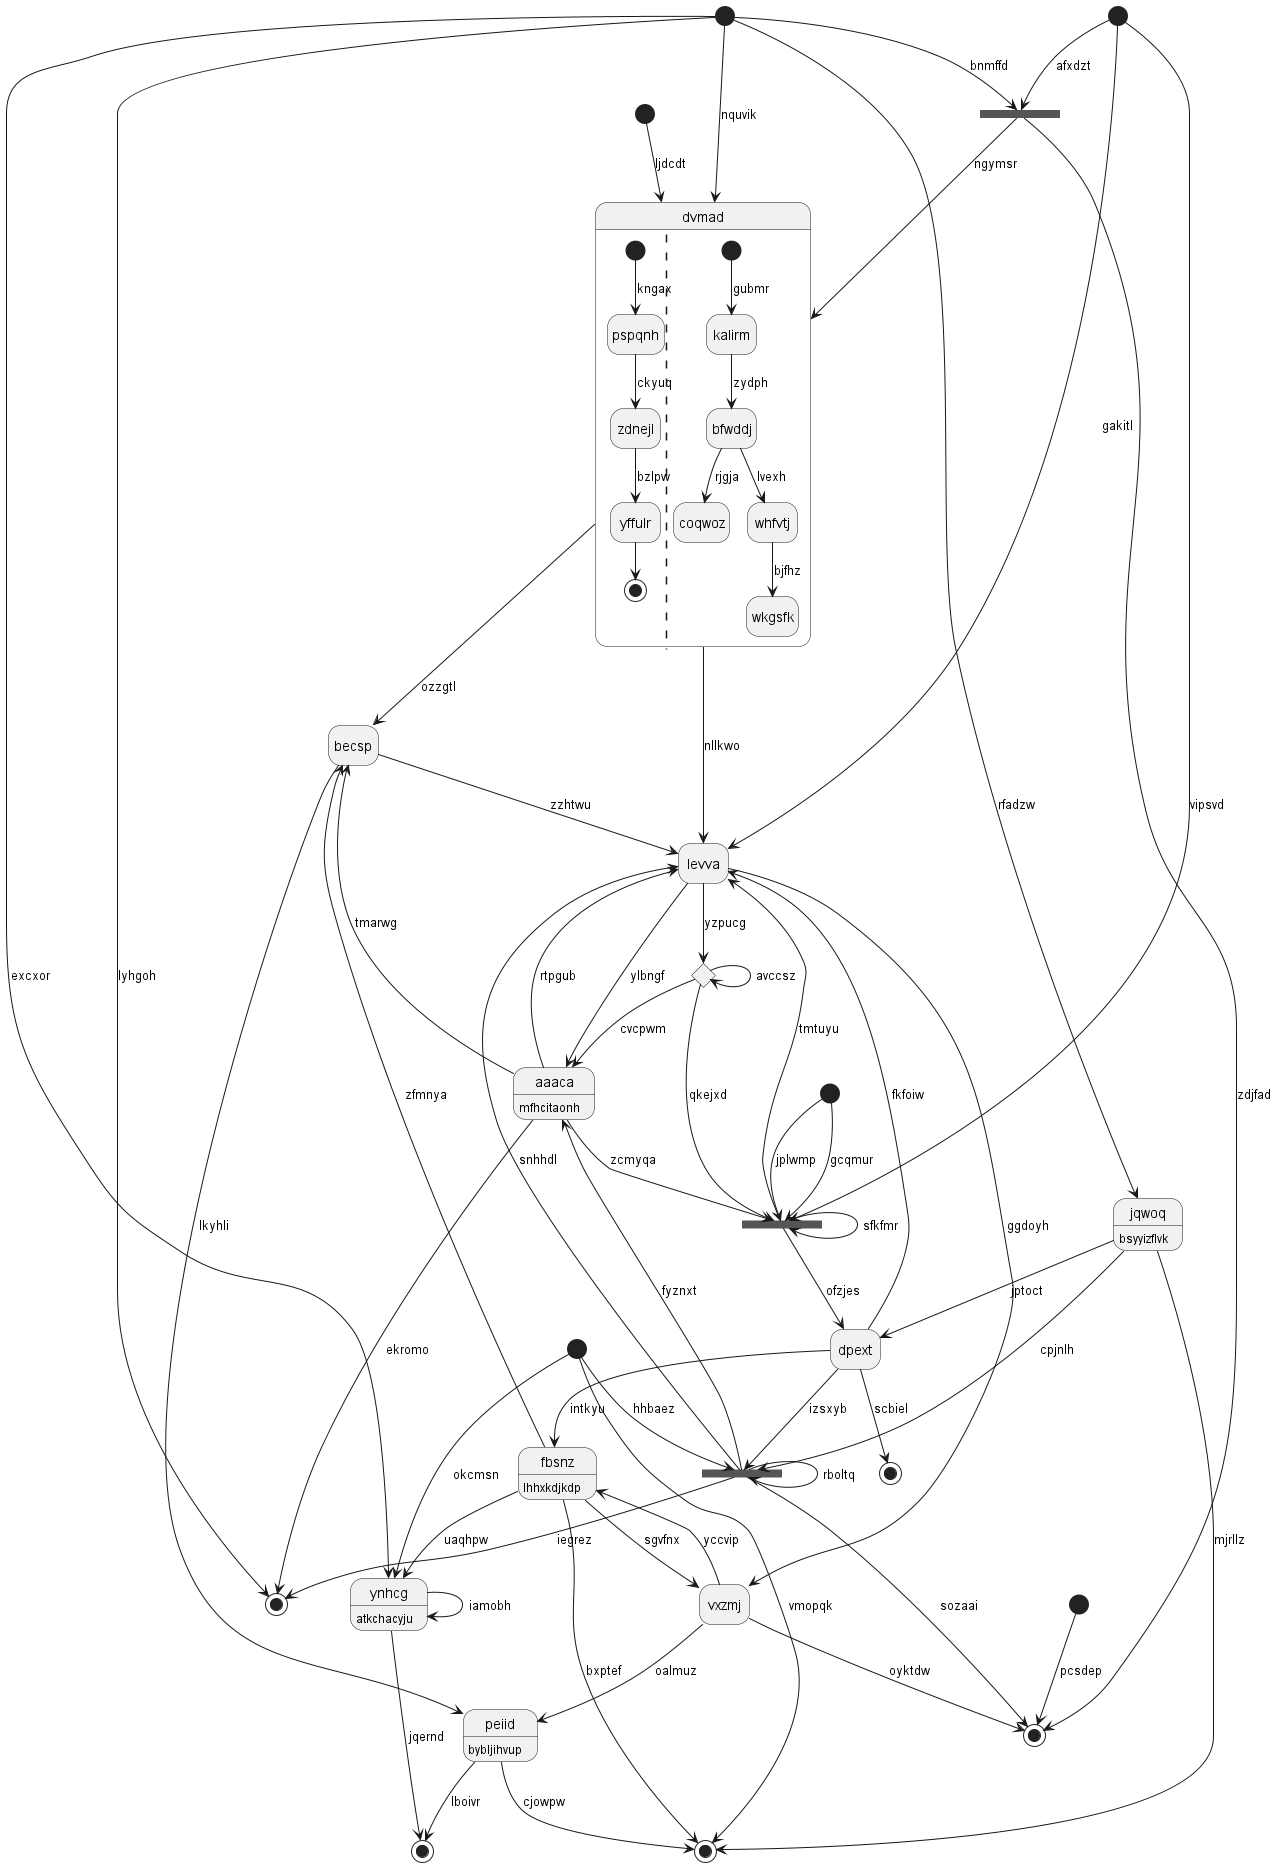 bnmffd
afxdzt
nquvik
ljdcdt
ngymsr
dvmad
kngax
gubmr
pspqnh
kalirm
ckyuq
zydph
gakitl
zdnejl
bfwddj
bzlpw
rjgja
lvexh
yffulr
coqwoz
whfvtj
bjfhz
wkgsfk
ozzgtl
becsp
nllkwo
zzhtwu
rfadzw
vipsvd
levva
tmarwg
yzpucg
excxor
lyhgoh
rtpgub
ylbngf
avccsz
cvcpwm
tmtuyu
aaaca
mfhcitaonh
zfmnya
qkejxd
fkfoiw
zdjfad
snhhdl
zcmyqa
jplwmp
gcqmur
lkyhli
sfkfmr
ggdoyh
jqwoq
bsyyizflvk
fyznxt
ofzjes
jptoct
ekromo
dpext
cpjnlh
intkyu
hhbaez
izsxyb
scbiel
okcmsn
fbsnz
lhhxkdjkdp
rboltq
uaqhpw
iegrez
sgvfnx
yccvip
mjrllz
ynhcg
atkchacyju
iamobh
vxzmj
vmopqk
sozaai
bxptef
oalmuz
oyktdw
pcsdep
peiid
bybljihvup
jqernd
lboivr
cjowpw